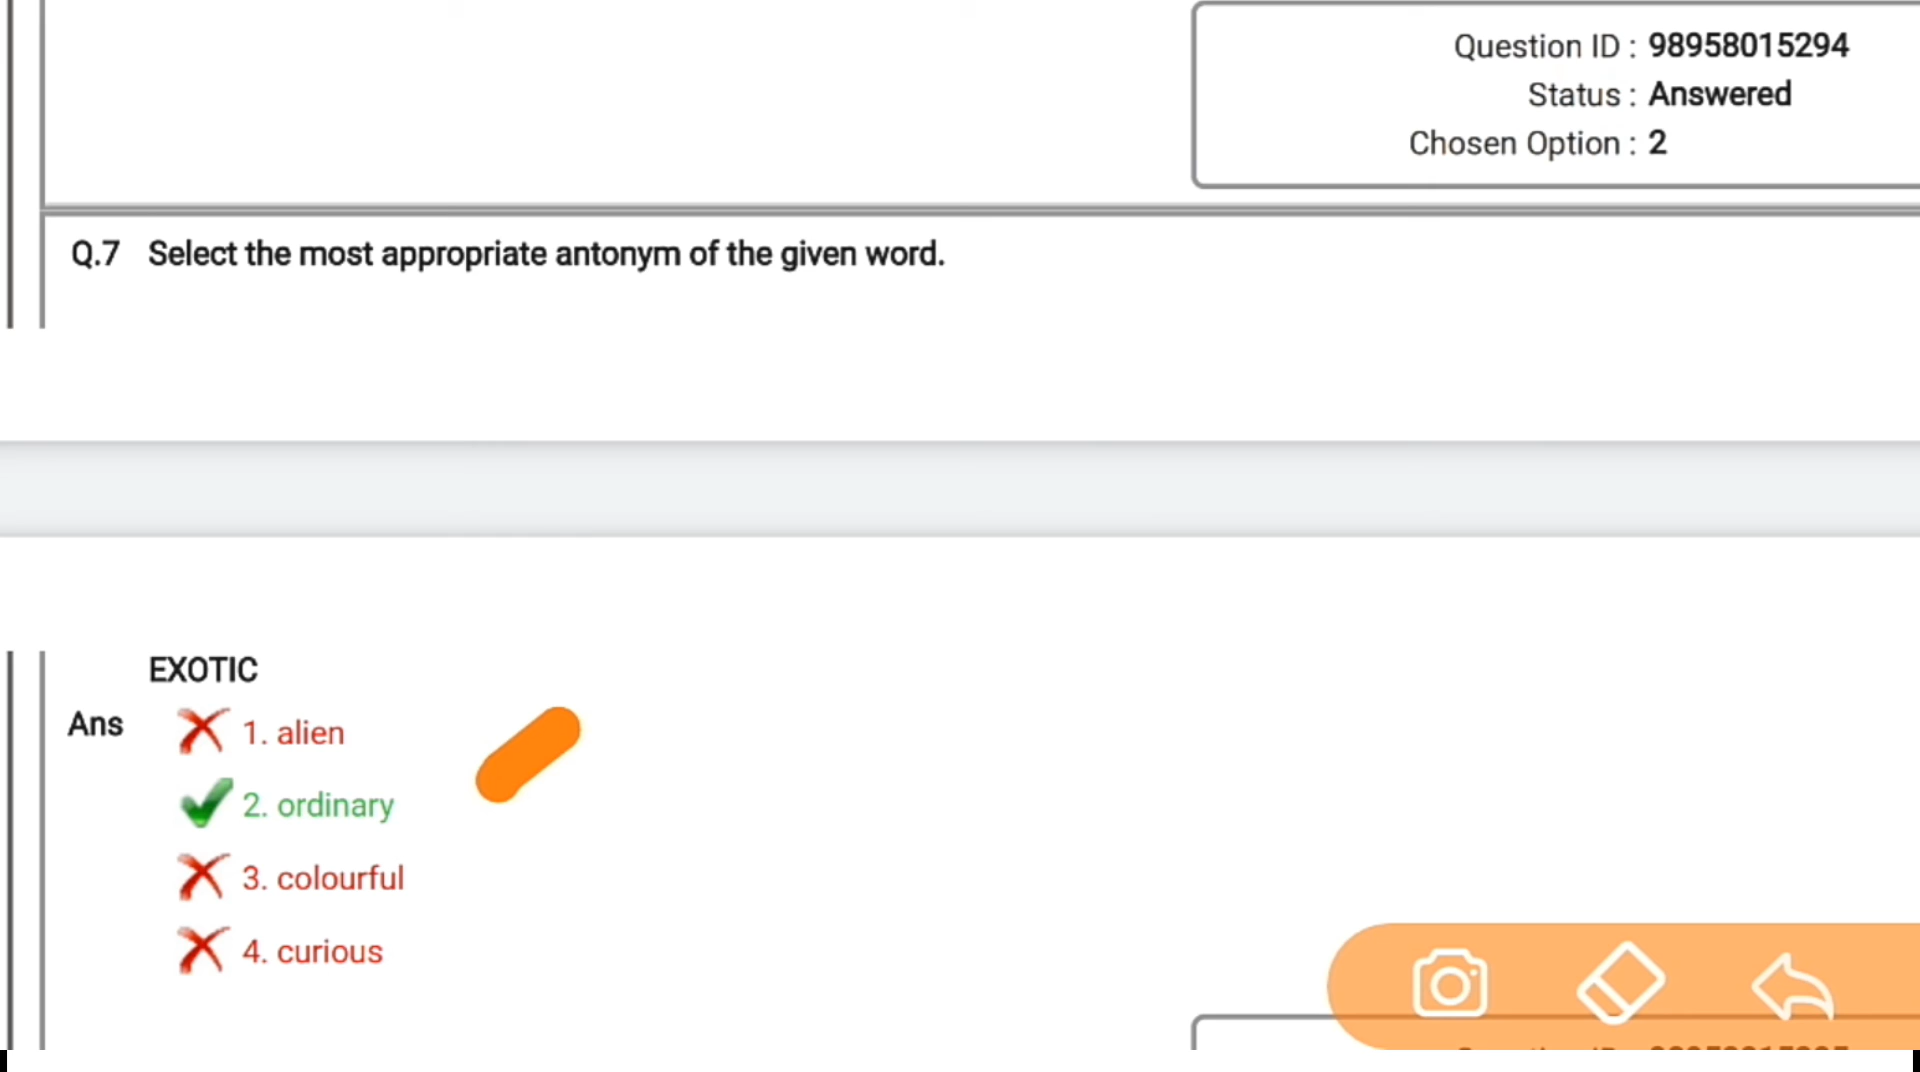 Question ID : 98958015294
Status : Answered
Chosen Option : 2
Q.7 Select the most appropriate antonym of the given word.
EXOTIC
Ans 1. alien
2. ordinary
3. colourful
4. curious